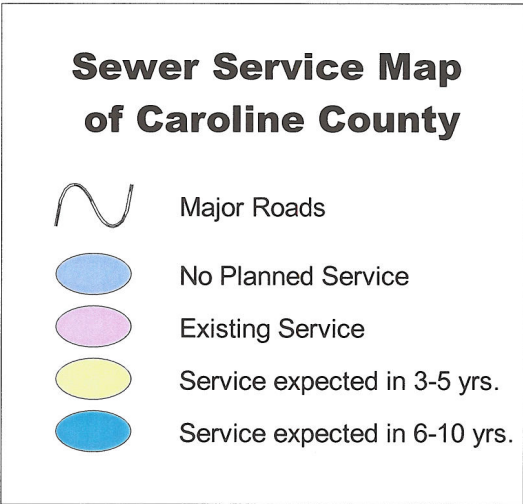 Sewer Service Map
of Caroline County
Major Roads
No Planned Service
Existing Service
Service expected in 3-5 yrs.
Service expected in 6-10 yrs.